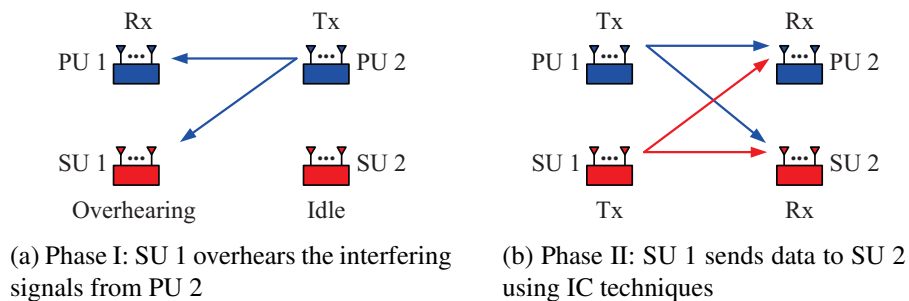 Rx Tx
PU 1 PU 2
SU 1 SU 2
Overhearing Idle
(a) Phase I: SU 1 overhears the interfering
signals from PU 2
Tx Rx
PU 1 PU 2
SU 1 SU 2
Tx Rx
(b) Phase II: SU 1 sends data to SU 2
using IC techniques